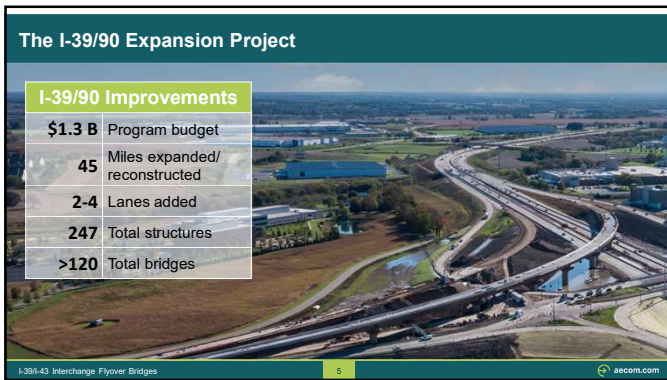 The I-39/90 Expansion Project
I-39/90 Improvements
$1.3 B Program budget
45 Miles expanded/
reconstructed
2-4 Lanes added
247 Total structures
>120 Total bridges
I-39/I-43 Interchange Flyover Bridges
5
aecom.com